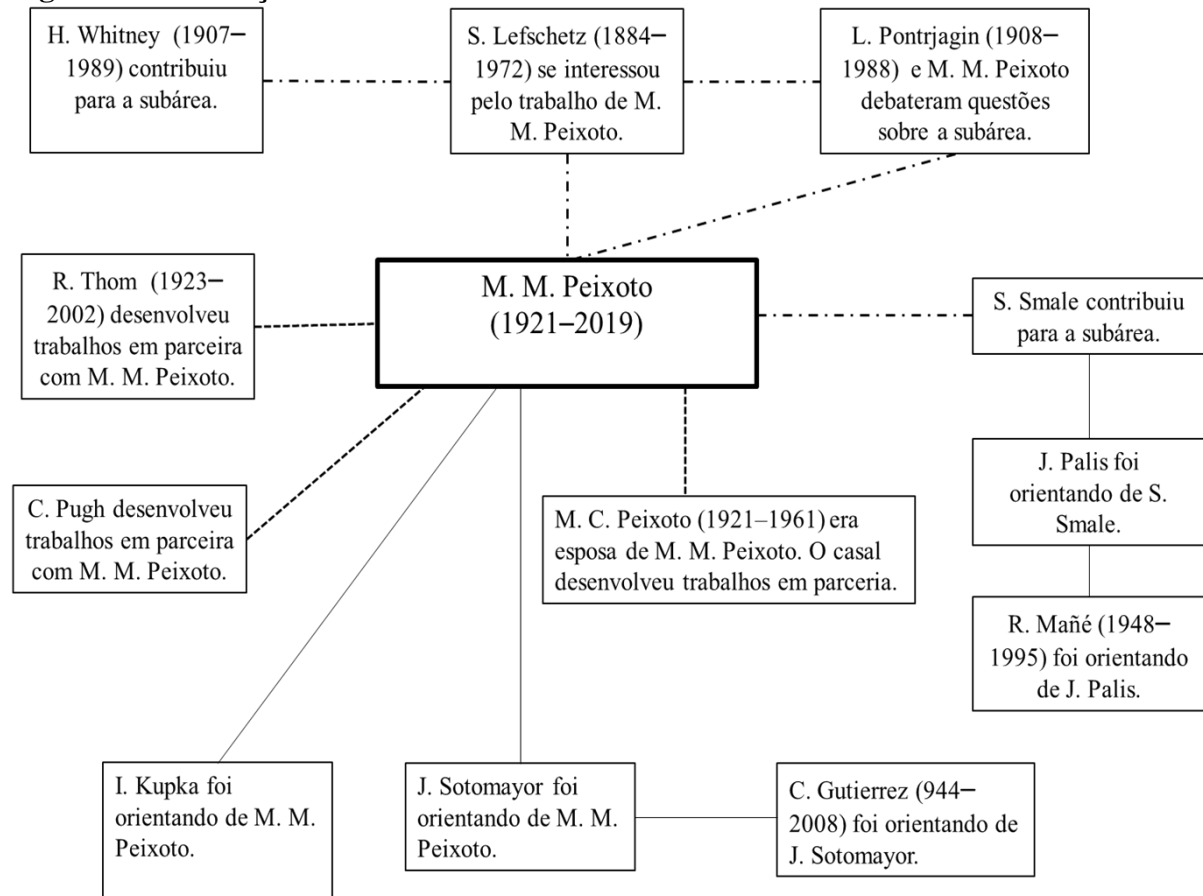 H. Whitney (1907–
1989) contribuiu
para a subárea.
S. Lefschetz (1884–
1972) se interessou
pelo trabalho de M.
M. Peixoto.
L. Pontrjagin (1908–
1988) e M. M. Peixoto
debateram questões
sobre a subárea.
R. Thom (1923–
2002) desenvolveu
trabalhos em parceira
com M. M. Peixoto.
M. M. Peixoto
(1921–2019)
S. Smale contribuiu
para a subárea.
C. Pugh desenvolveu
trabalhos em parceira
com M. M. Peixoto.
M. C. Peixoto (1921–1961) era
esposa de M. M. Peixoto. O casal
desenvolveu trabalhos em parceria.
J. Palis foi
orientando de S.
Smale.
R. Mañé (1948–
1995) foi orientando
de J. Palis.
I. Kupka foi
orientando de M. M.
Peixoto.
J. Sotomayor foi
orientando de M. M.
Peixoto.
C. Gutierrez (944–
2008) foi orientando de
J. Sotomayor.